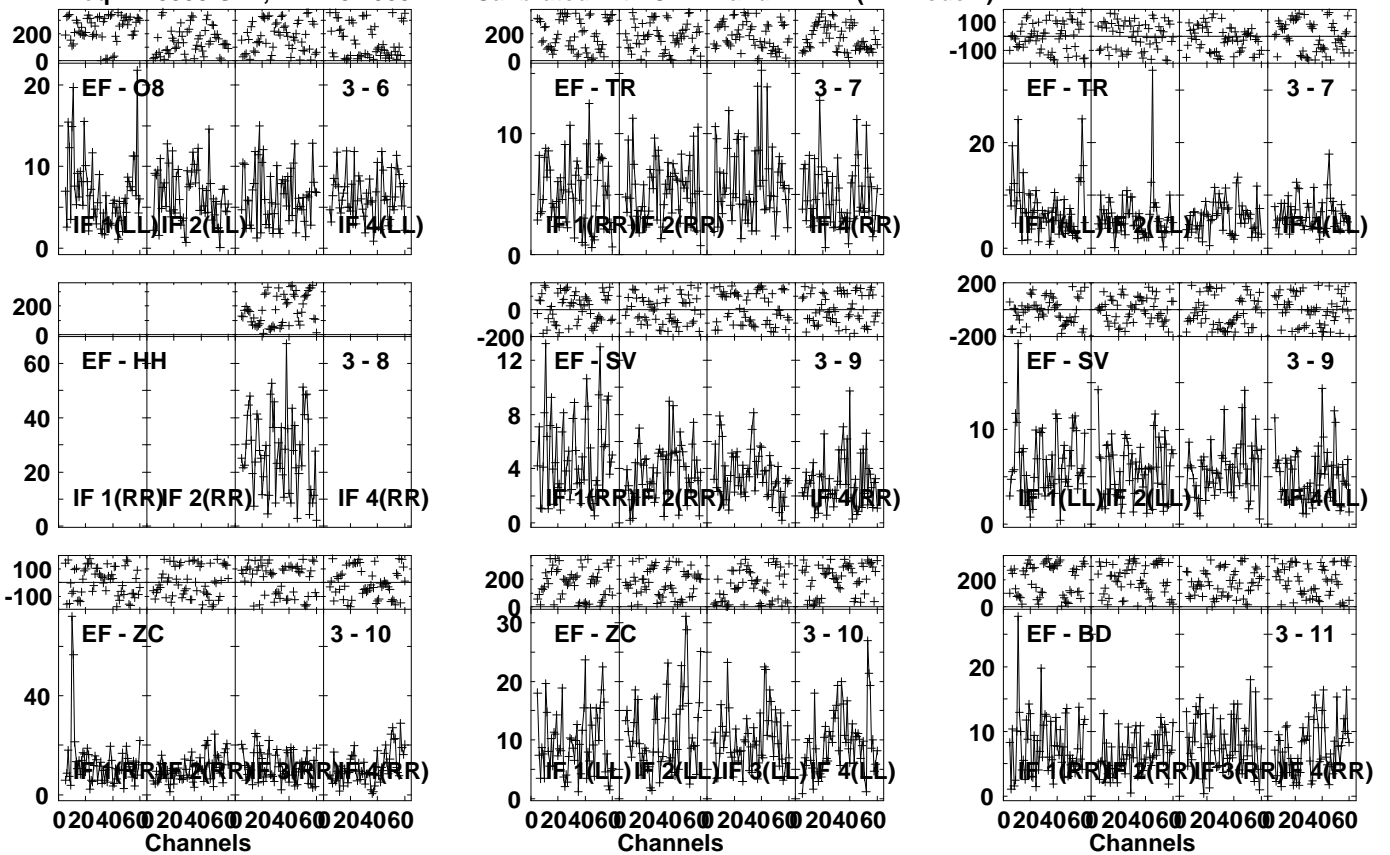 200
0
200
0
100
-100
20
10
0
EF - O8
3 - 6
IF 1(LL)
IF 2(LL)
IF 4(LL)
10
0
EF - TR
3 - 7
IF 1(RR)
IF 2(RR)
IF 4(RR)
20
0
EF - TR
3 - 7
IF 1(LL)
IF 2(LL)
IF 4(LL)
200
0
200
0
-200
200
0
-200
60
40
20
0
EF - HH
3 - 8
IF 1(RR)
IF 2(RR)
IF 4(RR)
12
8
4
0
EF - SV
3 - 9
IF 1(RR)
IF 2(RR)
IF 4(RR)
10
0
EF - SV
3 - 9
IF 1(LL)
IF 2(LL)
IF 4(LL)
100
-100
200
0
200
0
40
0
EF - ZC
3 - 10
IF 1(RR)
IF 2(RR)
IF 3(RR)
IF 4(RR)
30
20
10
0
EF - ZC
3 - 10
IF 1(LL)
IF 2(LL)
IF 3(LL)
IF 4(LL)
20
10
0
EF - BD
3 - 11
IF 1(RR)
IF 2(RR)
IF 3(RR)
IF 4(RR)
0 20 40 60 0 20 40 60 0 20 40 60 0 20 40 60
Channels
0 20 40 60 0 20 40 60 0 20 40 60 0 20 40 60
Channels
0 20 40 60 0 20 40 60 0 20 40 60 0 20 40 60
Channels